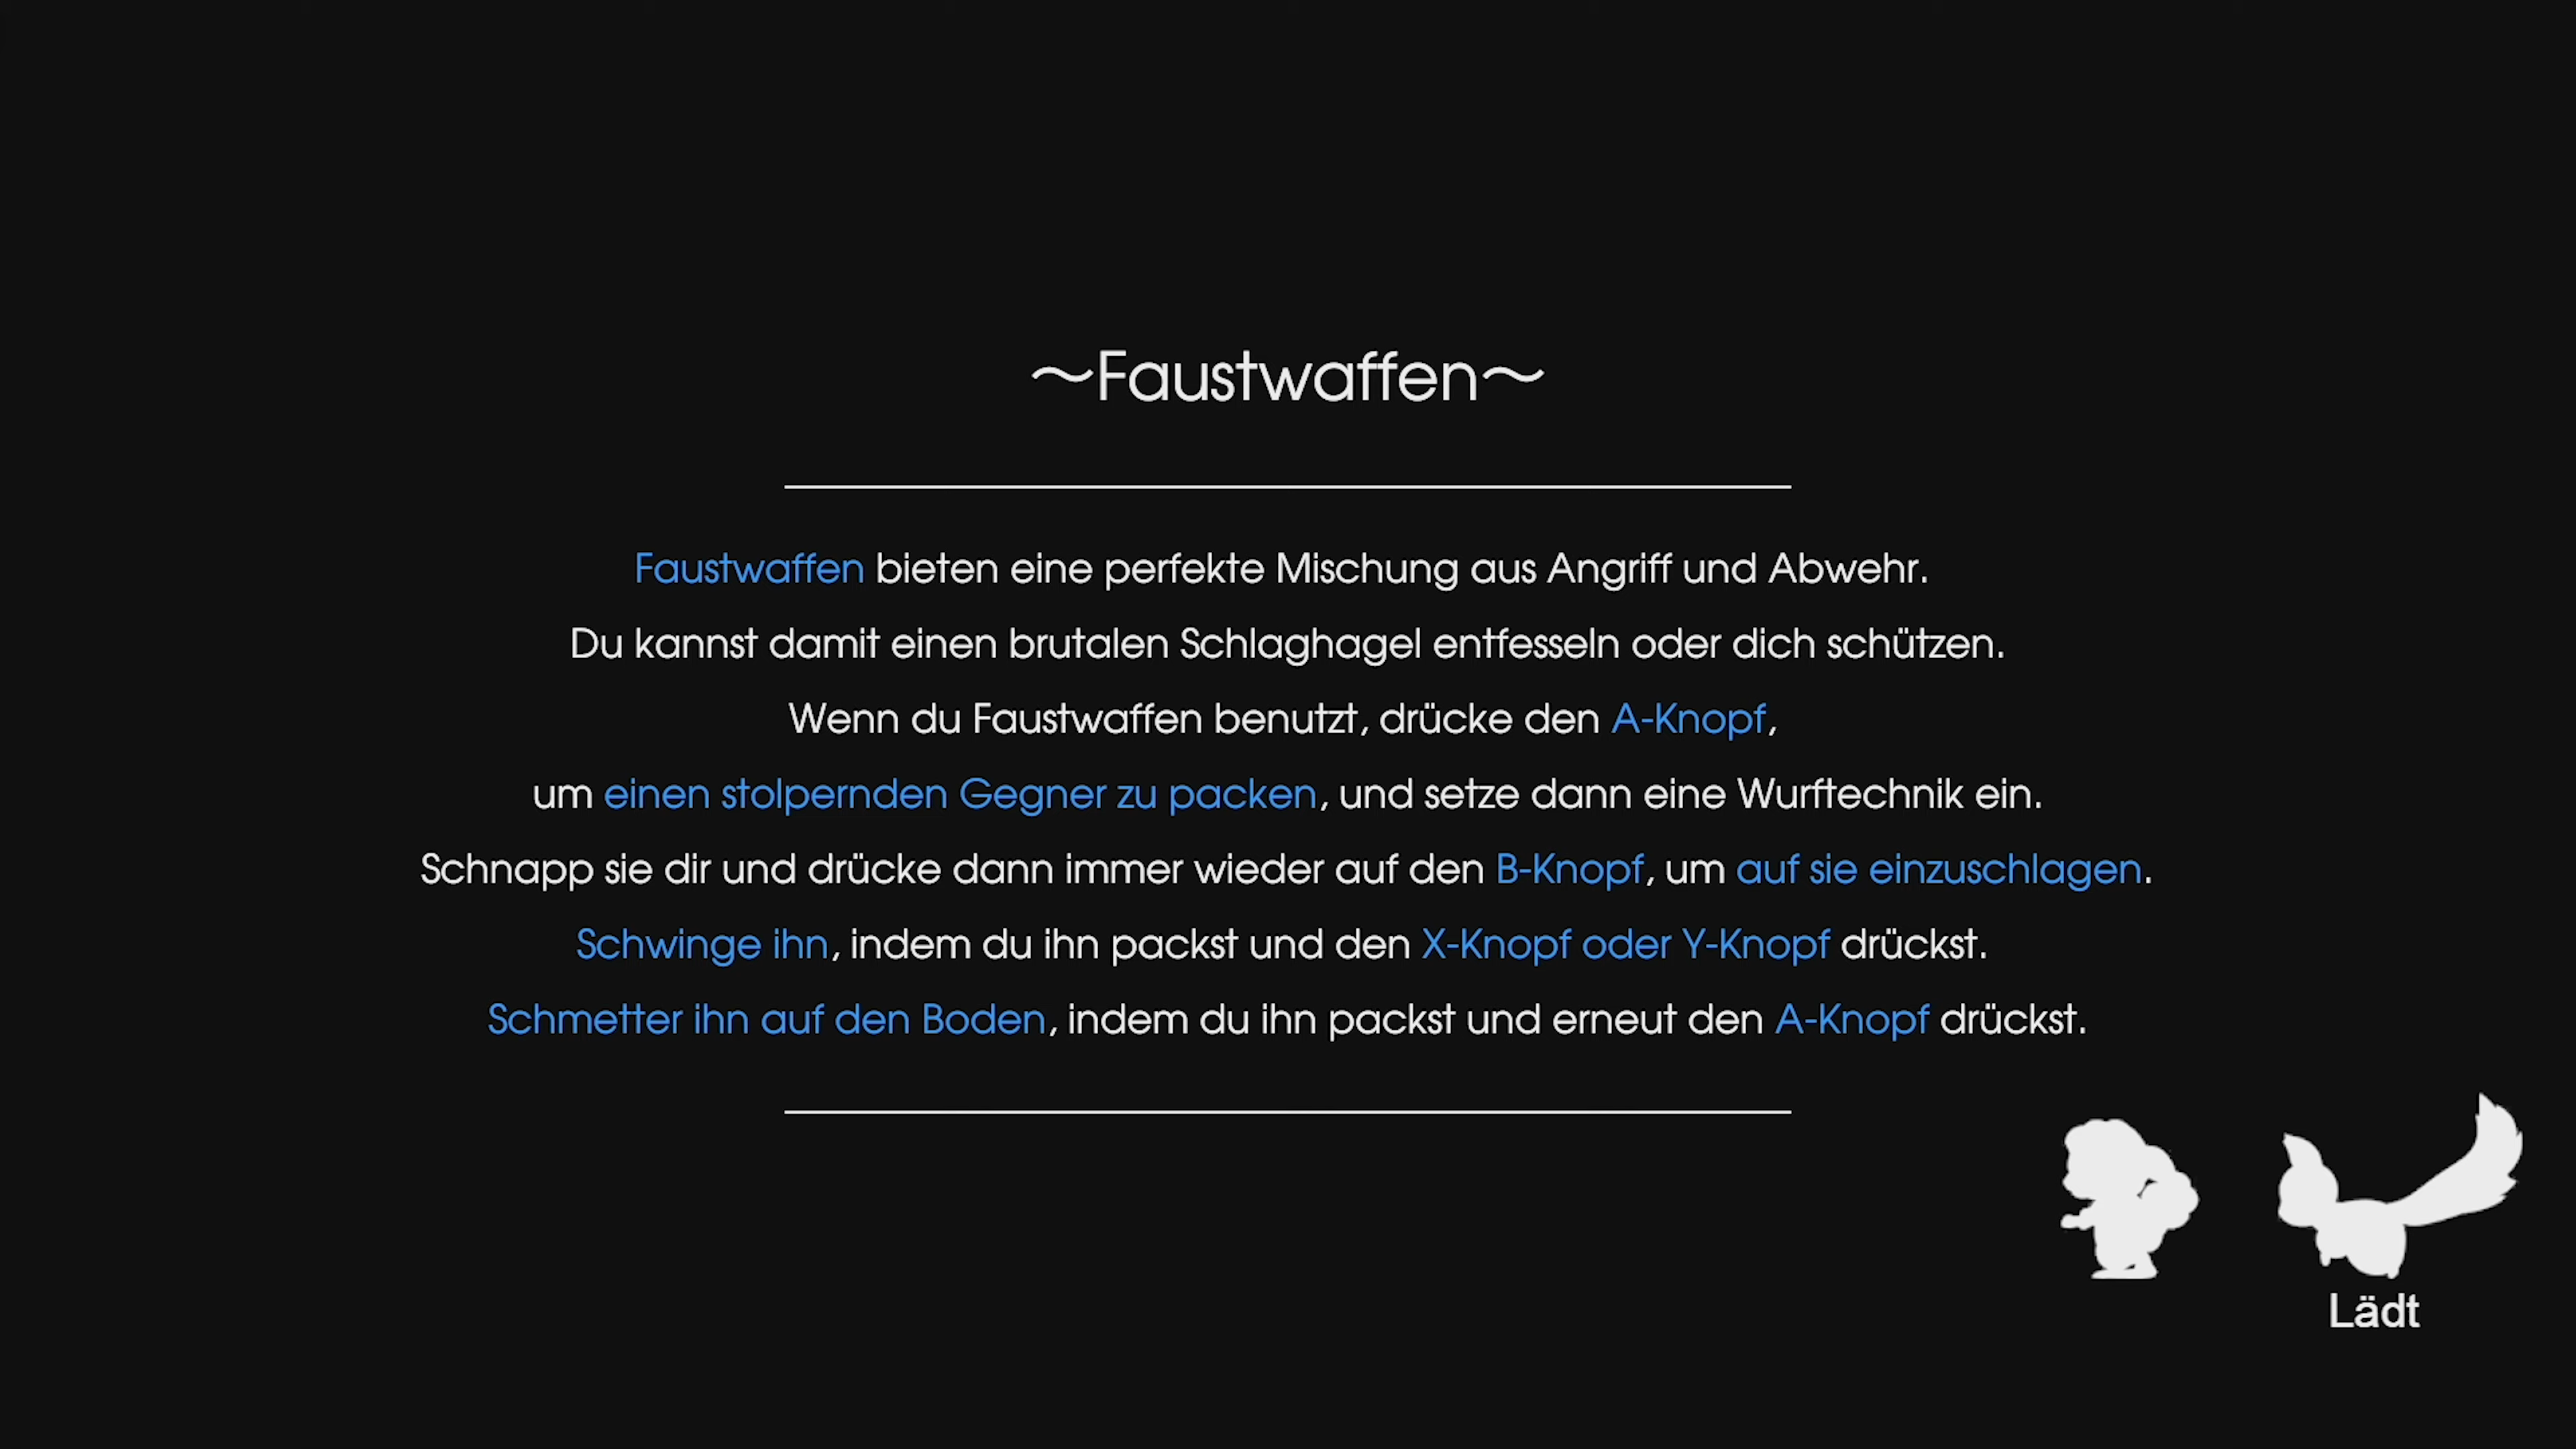 ～Faustwaffen～
Faustwaffen bieten eine perfekte Mischung aus Angriff und Abwehr.
Du kannst damit einen brutalen Schlaghagel entfesseln oder dich schützen.
Wenn du Faustwaffen benutzt, drücke den A-Knopf,
um einen stolpernden Gegner zu packen, und setze dann eine Wurftechnik ein.
Schnapp sie dir und drücke dann immer wieder auf den B-Knopf, um auf sie einzuschlagen.
Schwinge ihn, indem du ihn packst und den X-Knopf oder Y-Knopf drückst.
Schmetter ihn auf den Boden, indem du ihn packst und erneut den A-Knopf drückst.
Lädt